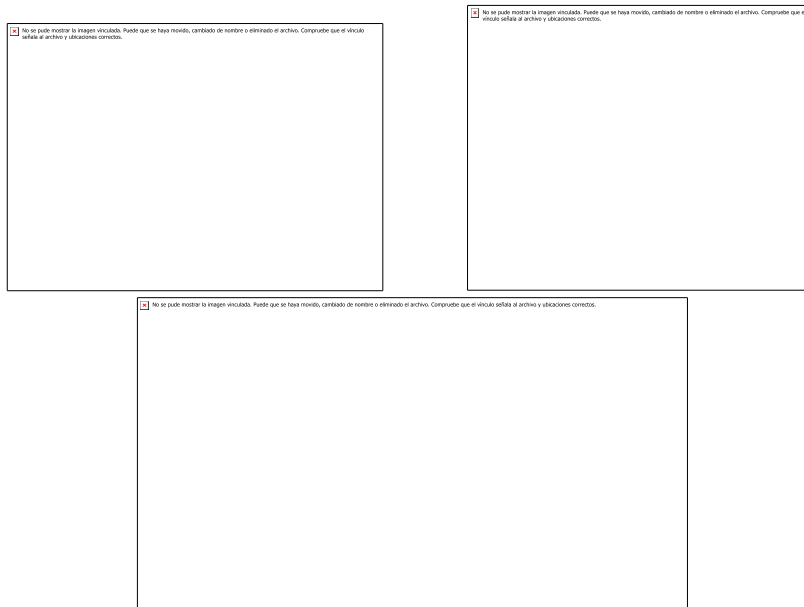 No se pude mostrar la imagen vinculada. Puede que se haya movido, cambiado de nombre o eliminado el archivo. Compruebe que el vínculo
señala al archivo y ubicaciones correctos.
No se pude mostrar la imagen vinculada. Puede que se haya movido, cambiado de nombre o eliminado el archivo. Compruebe que e
vínculo señala al archivo y ubicaciones correctos.
No se pude mostrar la imagen vinculada. Puede que se haya movido, cambiado de nombre o eliminado el archivo. Compruebe que el vínculo señala al archivo y ubicaciones correctos.